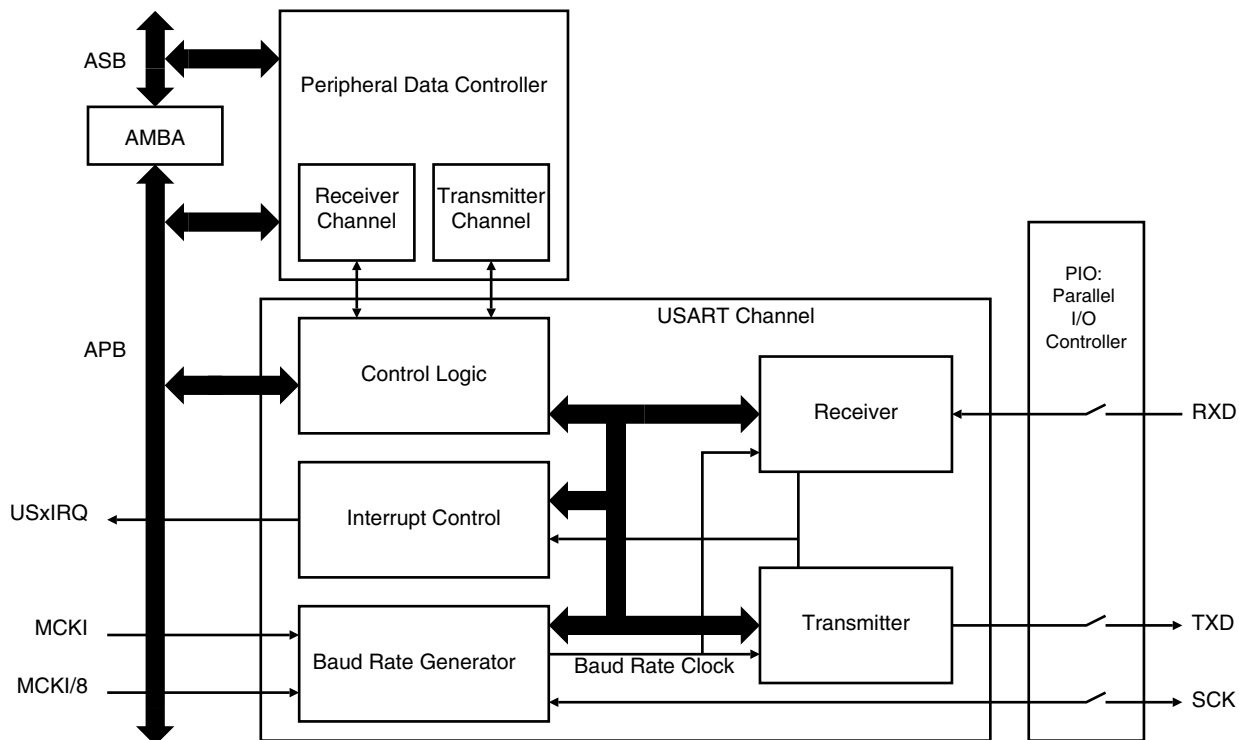 ASB
Peripheral Data Controller
AMBA
Receiver
Channel
Transmitter
Channel
PIO:
Parallel
I/O
Controller
USART Channel
APB
Control Logic
Receiver
RXD
USxIRQ
Interrupt Control
MCKI
Baud Rate Generator
Baud Rate Clock
Transmitter
TXD
MCKI/8
SCK